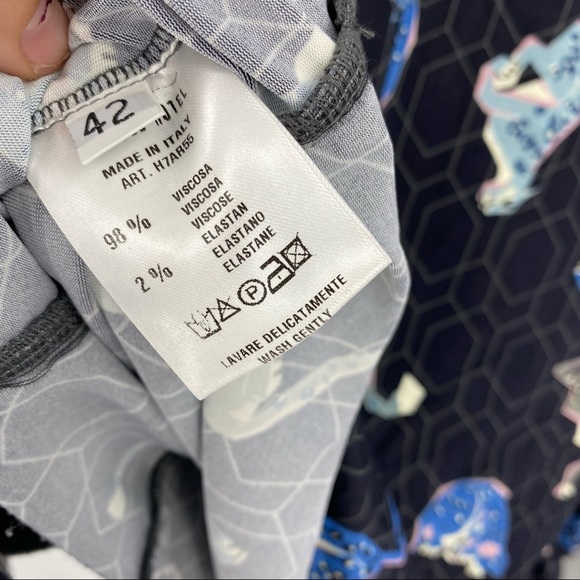 42
MADE IN ITALY
ART. H7AR55
98 % VISCOSA
VISCOSA
VISCOSE
2 % ELASTAN
ELASTANO
ELASTANE
P
LAVARE DELICATAMENTE
WASH GENTLY